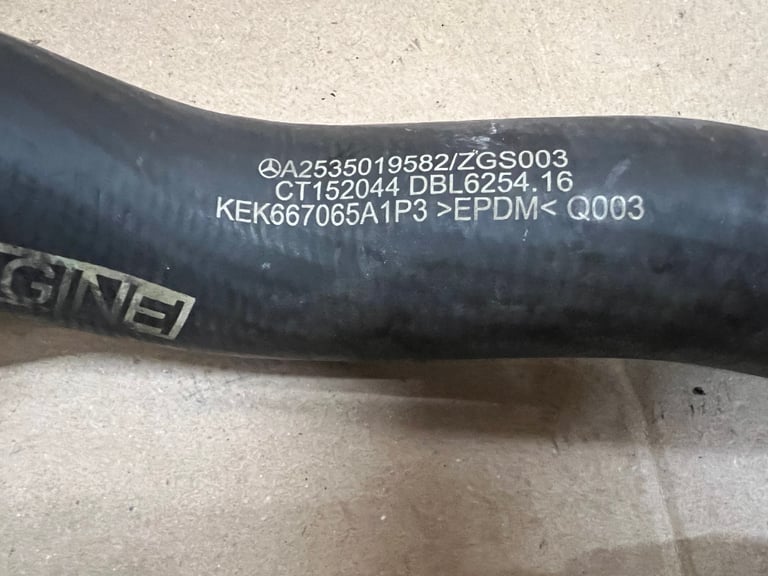 A2535019582/ZGS003
CT152044 DBL6254.16
KEK667065A1P3 >EPDM< Q003